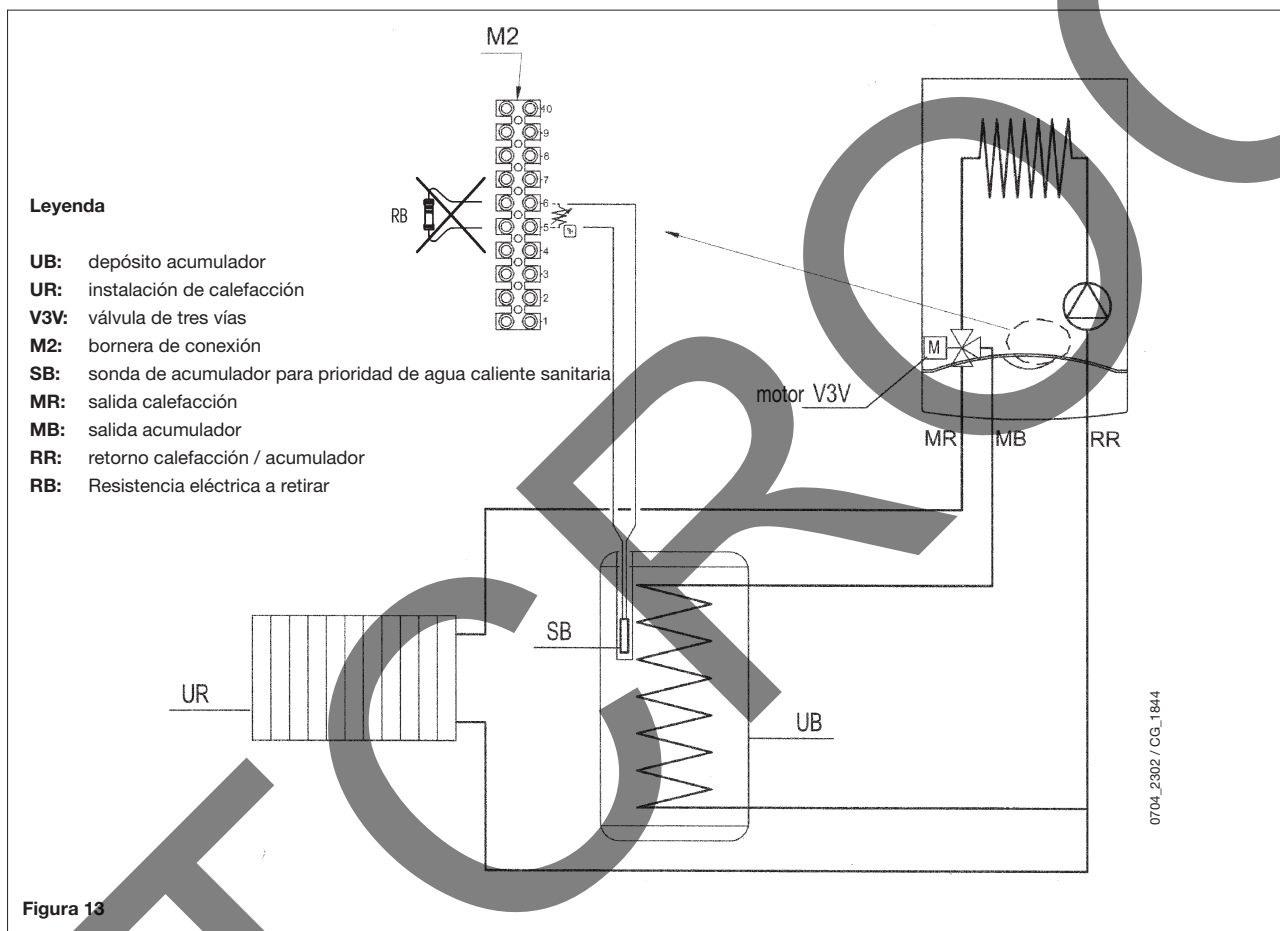 M2
10
9
8
7
6
5
4
3
2
1
RB
Leyenda
UB: depósito acumulador
UR: instalación de calefacción
V3V: válvula de tres vías
M2: bornera de conexión
SB: sonda de acumulador para prioridad de agua caliente sanitaria
MR: salida calefacción
MB: salida acumulador
RR: retorno calefacción / acumulador
RB: Resistencia eléctrica a retirar
M
motor V3V
MR MB RR
SB
UR
UB
0704_2302 / CG_1844
Figura 13